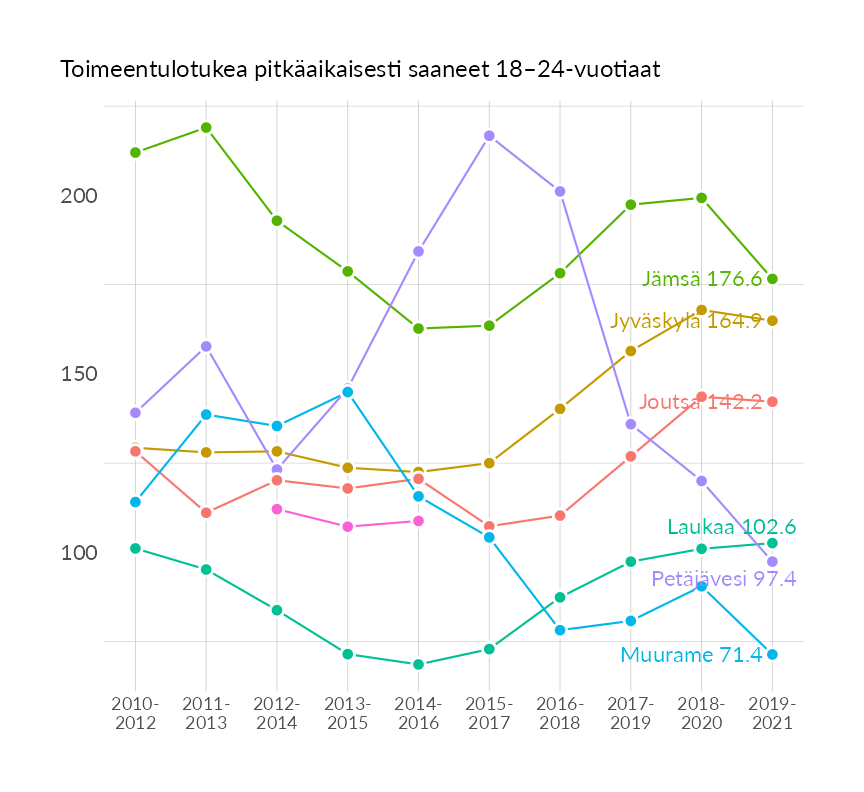 Toimeentulotukea pitkäaikaisesti saaneet 18–24-vuotiaat
200
150
100
Jämsä 176.6
Jyväskylä 164.9
Joutsa 142.2
Laukaa 102.6
Petäjävesi 97.4
Muurame 71.4
2010- 2011- 2012- 2013- 2014- 2015- 2016- 2017- 2018- 2019-
2012 2013 2014 2015 2016 2017 2018 2019 2020 2021